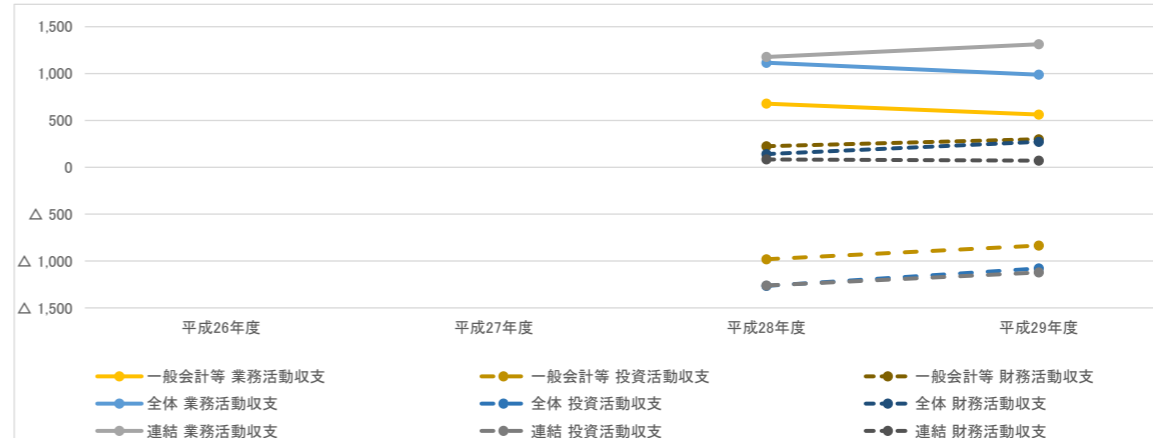 1,500
1,000
500
0
△ 500
△ 1,000
△ 1,500
平成26年度 平成27年度 平成28年度 平成29年度
一般会計等 業務活動収支 一般会計等 投資活動収支 一般会計等 財務活動収支
全体 業務活動収支 全体 投資活動収支 全体 財務活動収支
連結 業務活動収支 連結 投資活動収支 連結 財務活動収支